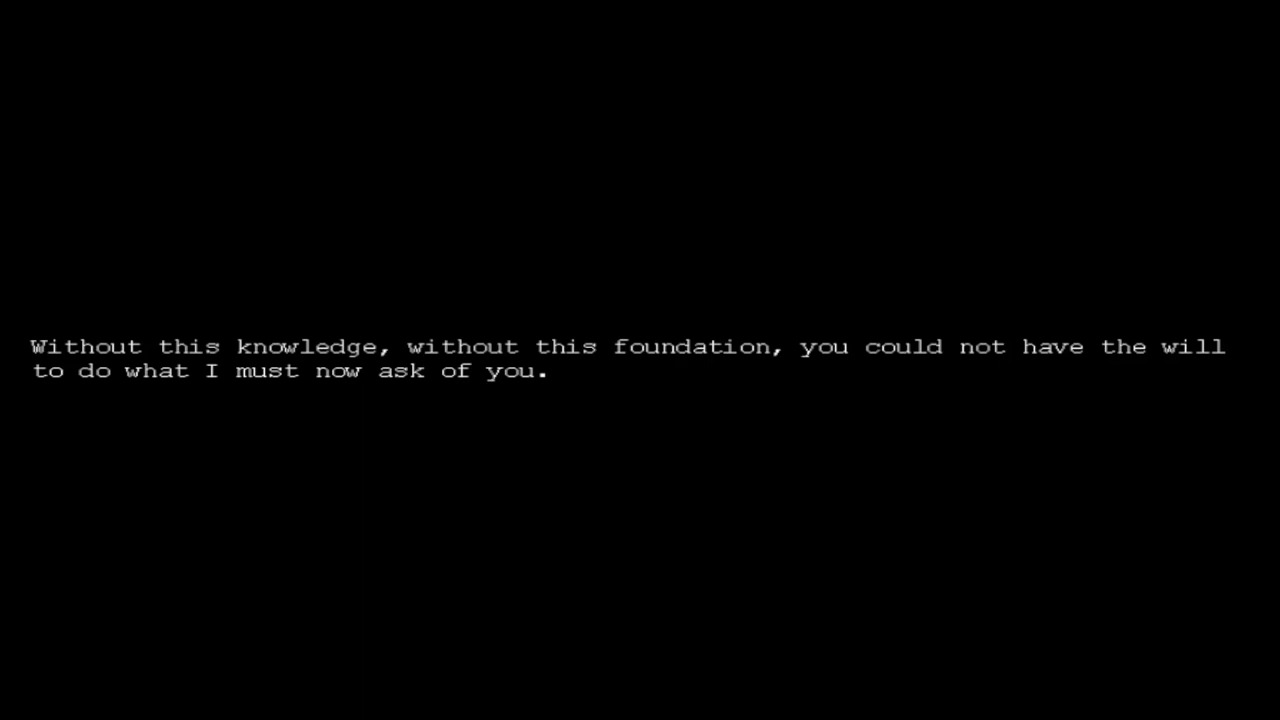 Without this knowledge, without this foundation, you could not have the will
to do what I must now ask of you.